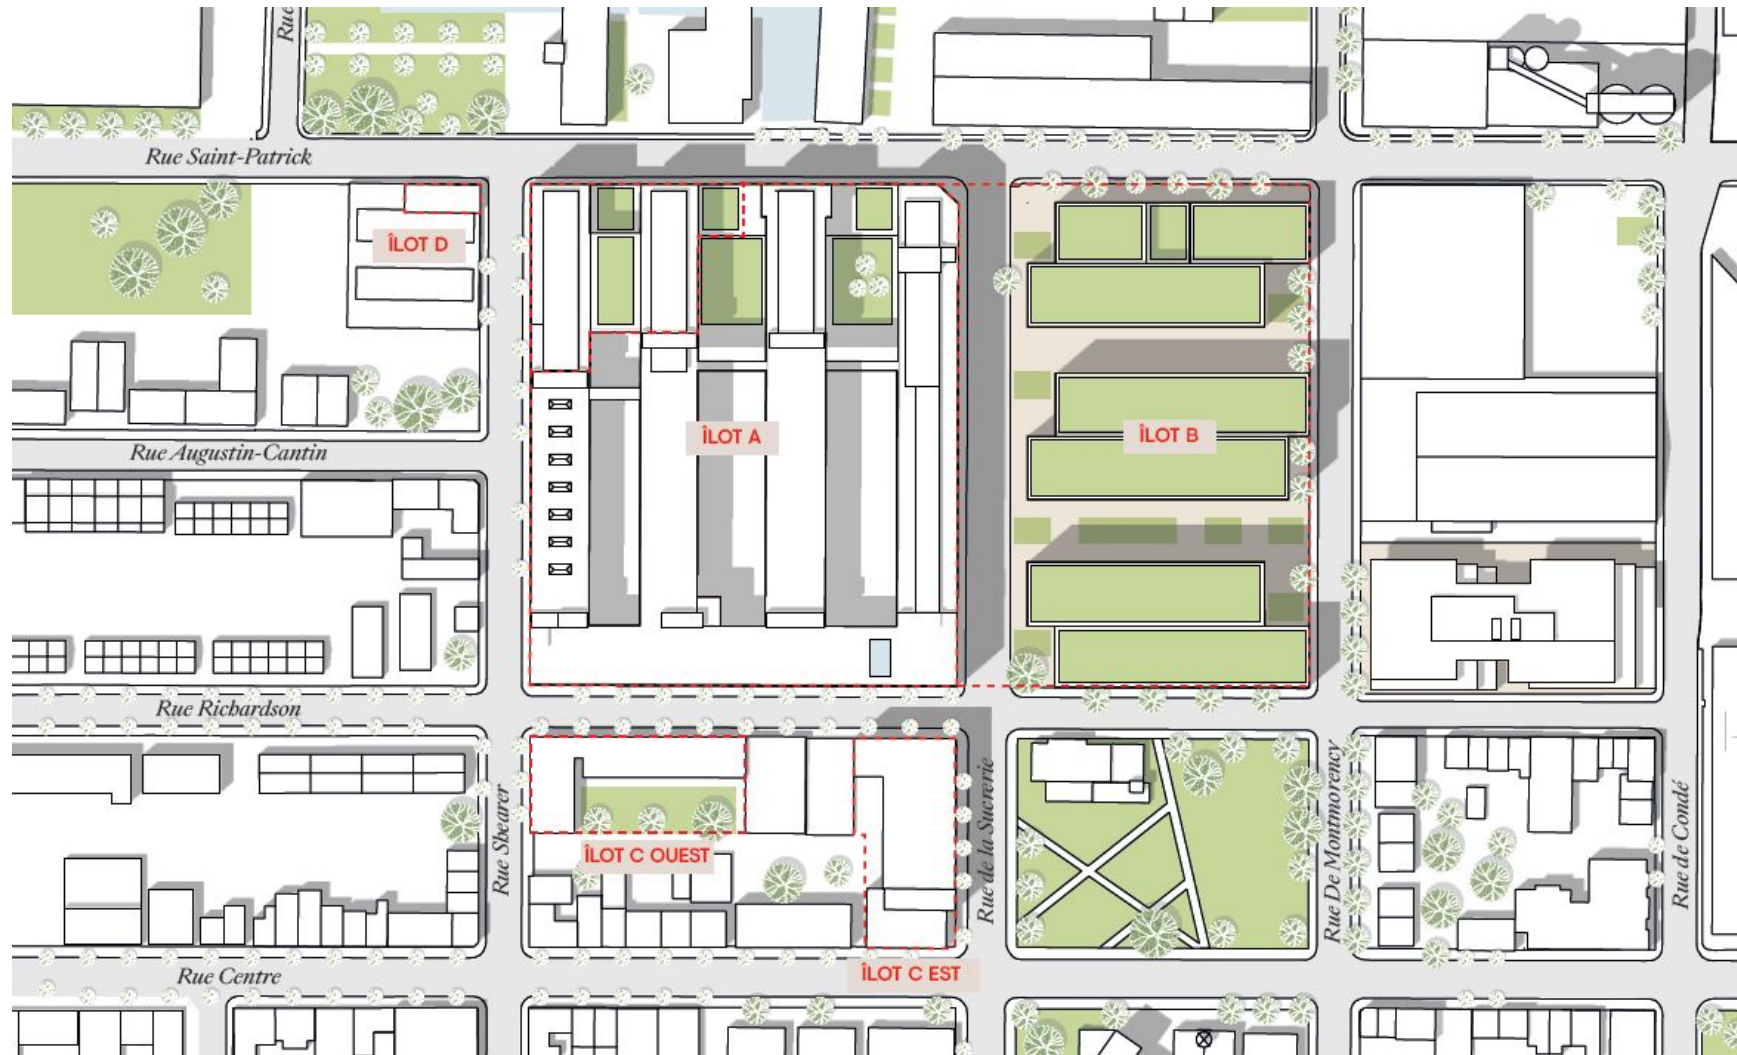 Rue
Rue Saint-Patrick
ÎLOT D
ÎLOT A
ÎLOT B
Rue Augustin-Cantin
Rue Richardson
Rue Shearer
Rue de la Sucrerie
Rue De Montmorency
Rue de Condé
ÎLOT C OUEST
ÎLOT C EST
Rue Centre